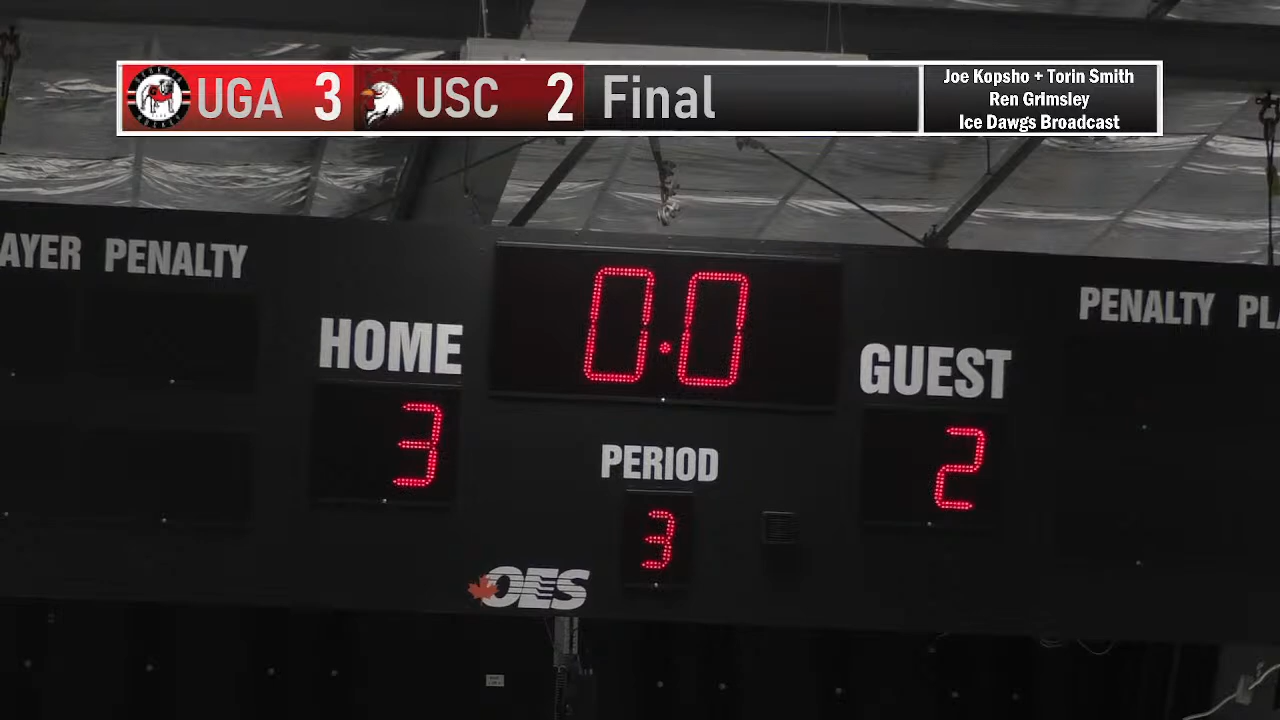 UGA 3 USC 2 Final
Joe Kopsho + Torin Smith
Ren Grimsley
Ice Dawgs Broadcast
AYER PENALTY
PENALTY PLA
HOME
0.0
GUEST
3
2
PERIOD
3
OES